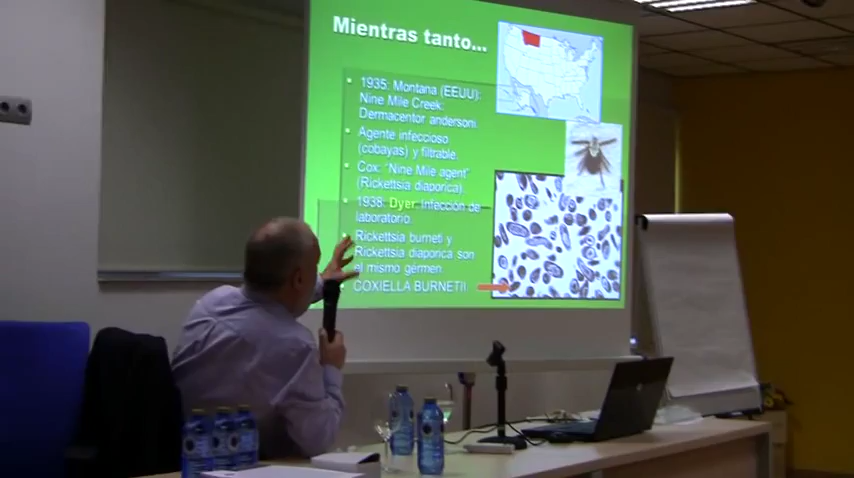 Mientras tanto...
• 1935: Montana (EEUU):
Nine Mile Creek:
Dermacentor andersoni.
• Agente infeccioso
(cobayas) y filtrable.
• Cox: "Nine Mile agent"
(Rickettsia diaporica).
• 1938: Dyer infección de
laboratorio.
• Rickettsia burneti y
Rickettsia diaporica son
el mismo germen.
• COXIELLA BURNETII